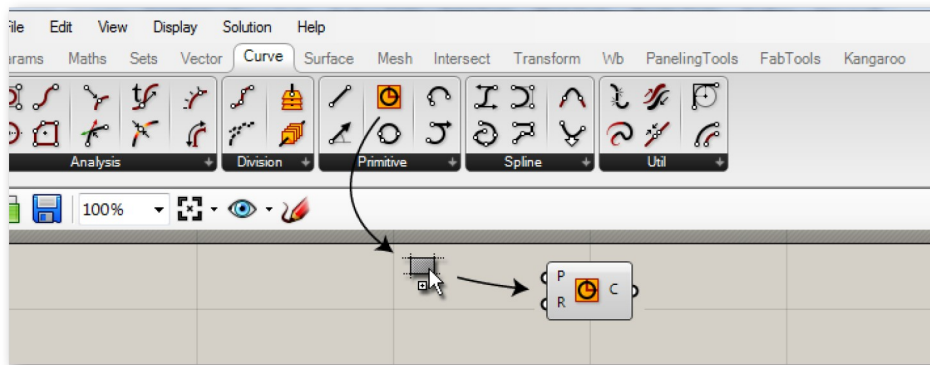 File Edit View Display Solution Help
arams Maths Sets Vector Curve Surface Mesh Intersect Transform Wb PanelingTools FabTools Kangaroo
Analysis Division Primitive Spline Util
100%
P
C
R